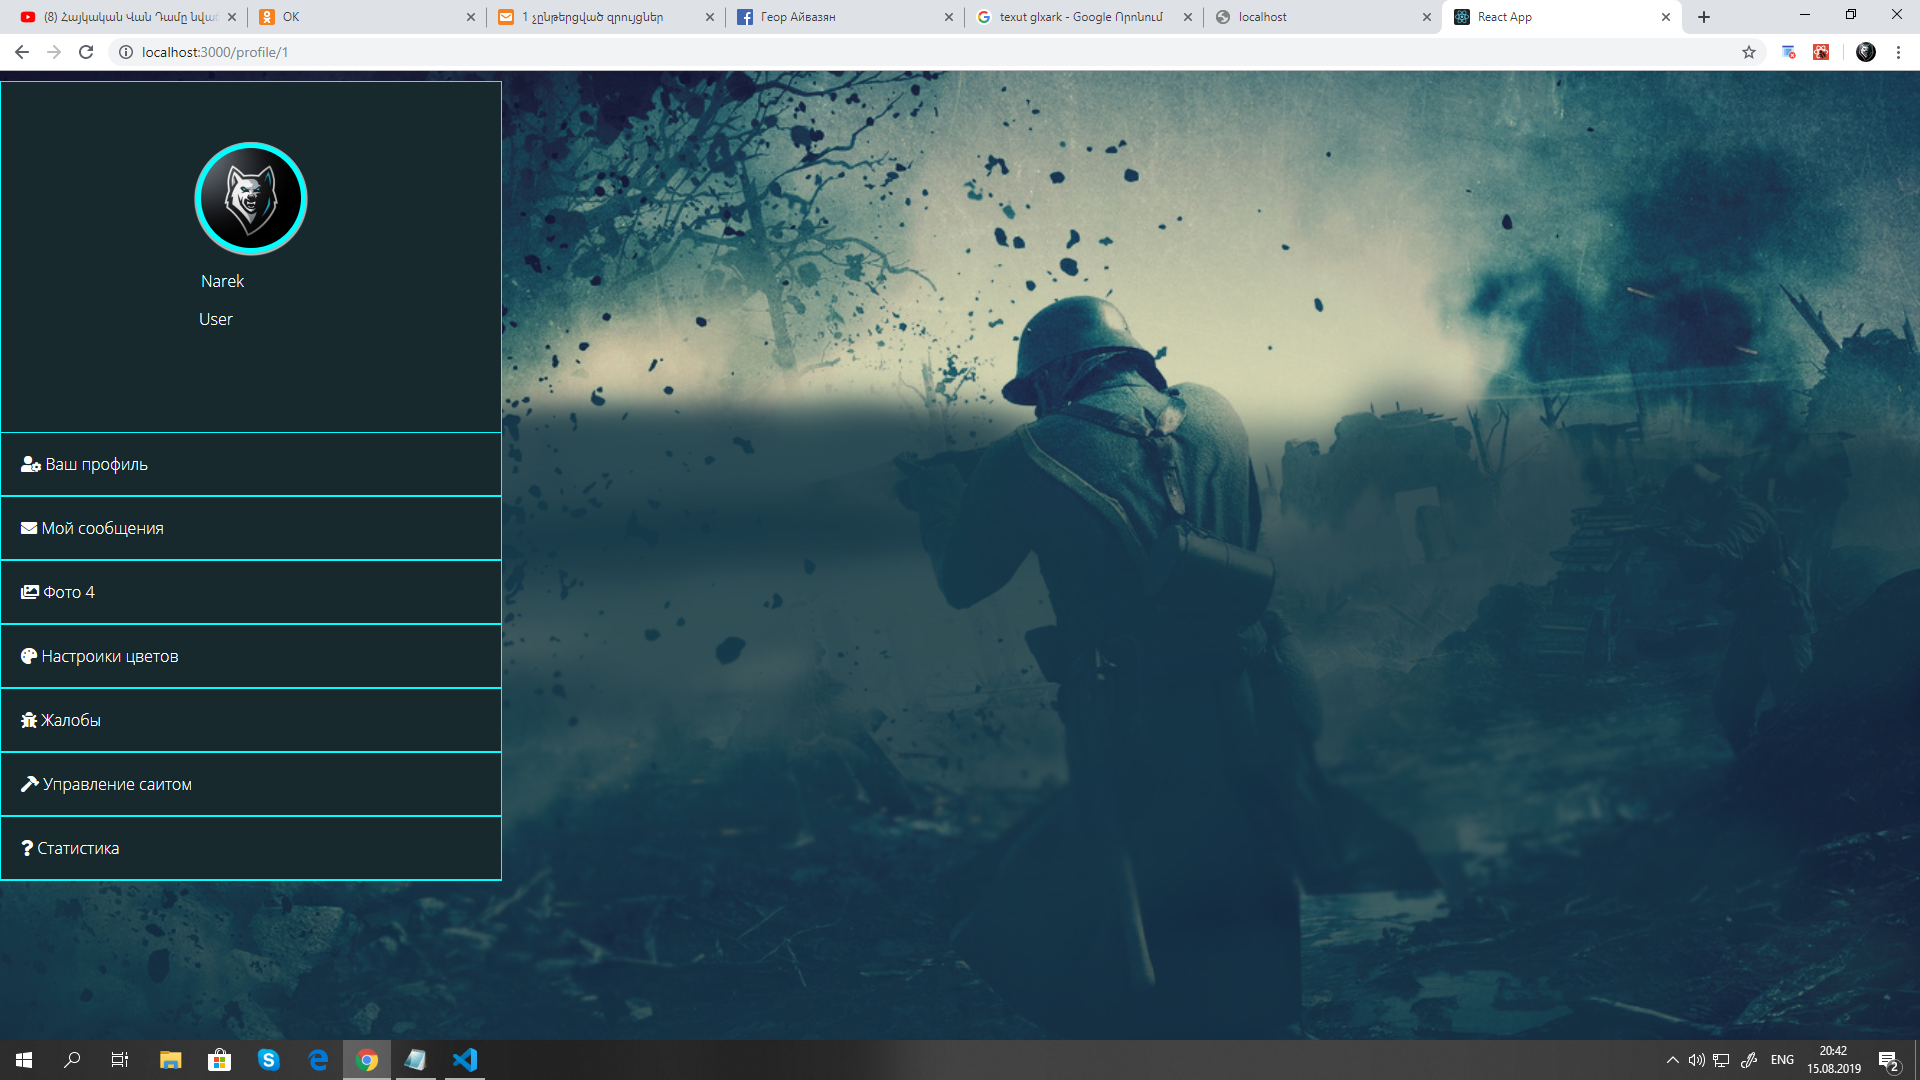 (8) Հայկական Վան Դամը նվա
OK
1 չընթերցված զրույցներ
Геор Айвазян
texut glxark - Google Որոնում
localhost
React App
localhost:3000/profile/1
Narek
User
Ваш профиль
Мой сообщения
Фото 4
Настроики цветов
Жалобы
Управление саитом
Статистика
ENG
20:42
15.08.2019
2